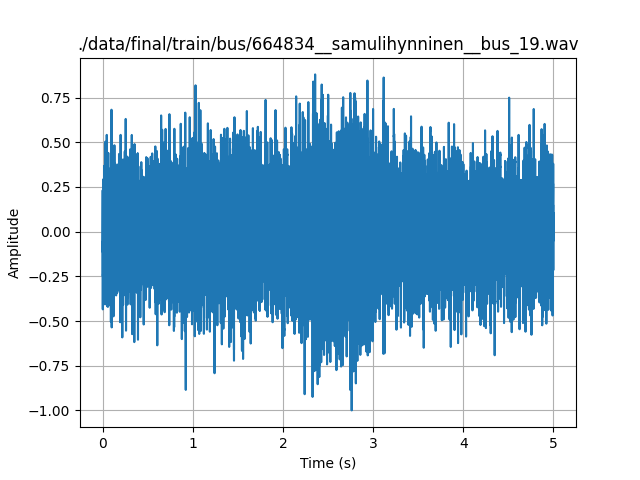 ./data/final/train/bus/664834__samulihynninen__bus_19.wav
0.75
0.50
0.25
0.00
−0.25
−0.50
−0.75
−1.00
Amplitude
0 1 2 3 4 5
Time (s)